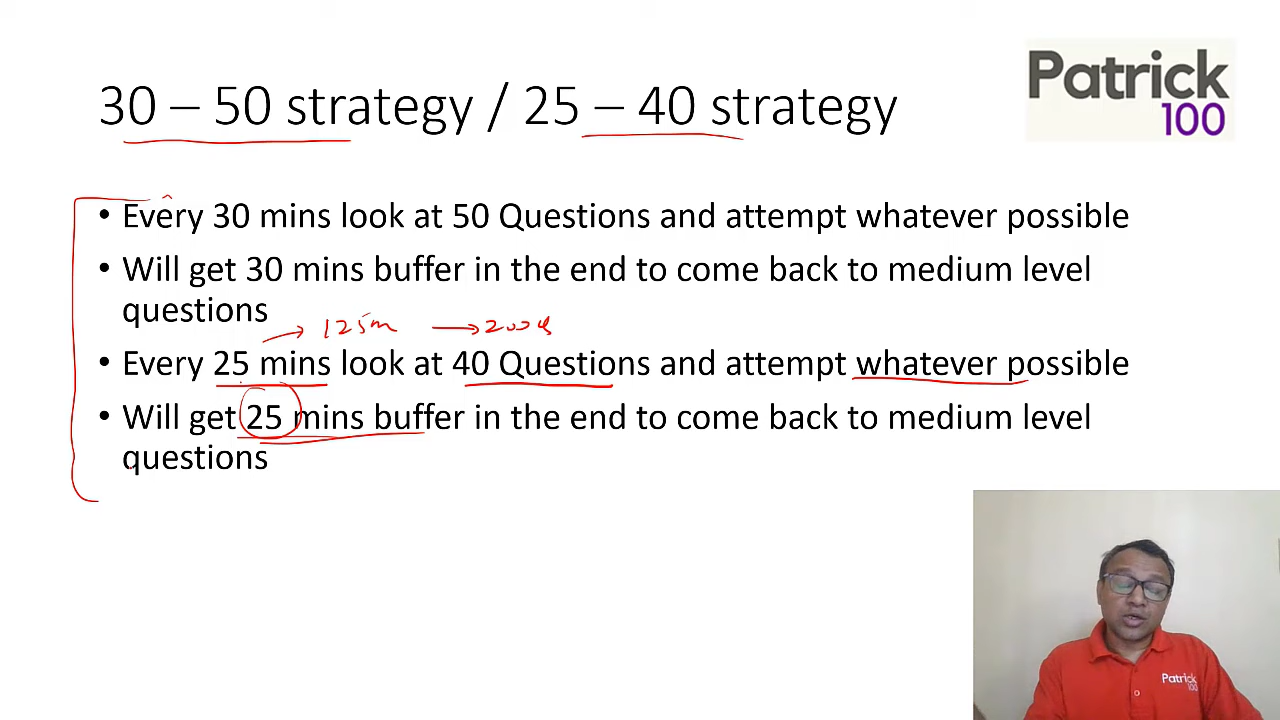 Patrick
100
30 – 50 strategy / 25 – 40 strategy
• Every 30 mins look at 50 Questions and attempt whatever possible
• Will get 30 mins buffer in the end to come back to medium level
questions
→ 125m → 200Q
• Every 25 mins look at 40 Questions and attempt whatever possible
• Will get 25 mins buffer in the end to come back to medium level
questions
Patrick
100